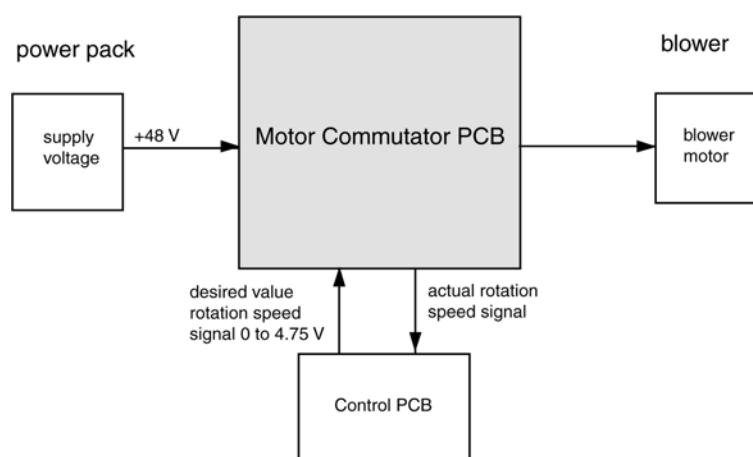 power pack
blower
supply
voltage
+48 V
Motor Commutator PCB
blower
motor
desired value
rotation speed
signal 0 to 4.75 V
actual rotation
speed signal
Control PCB